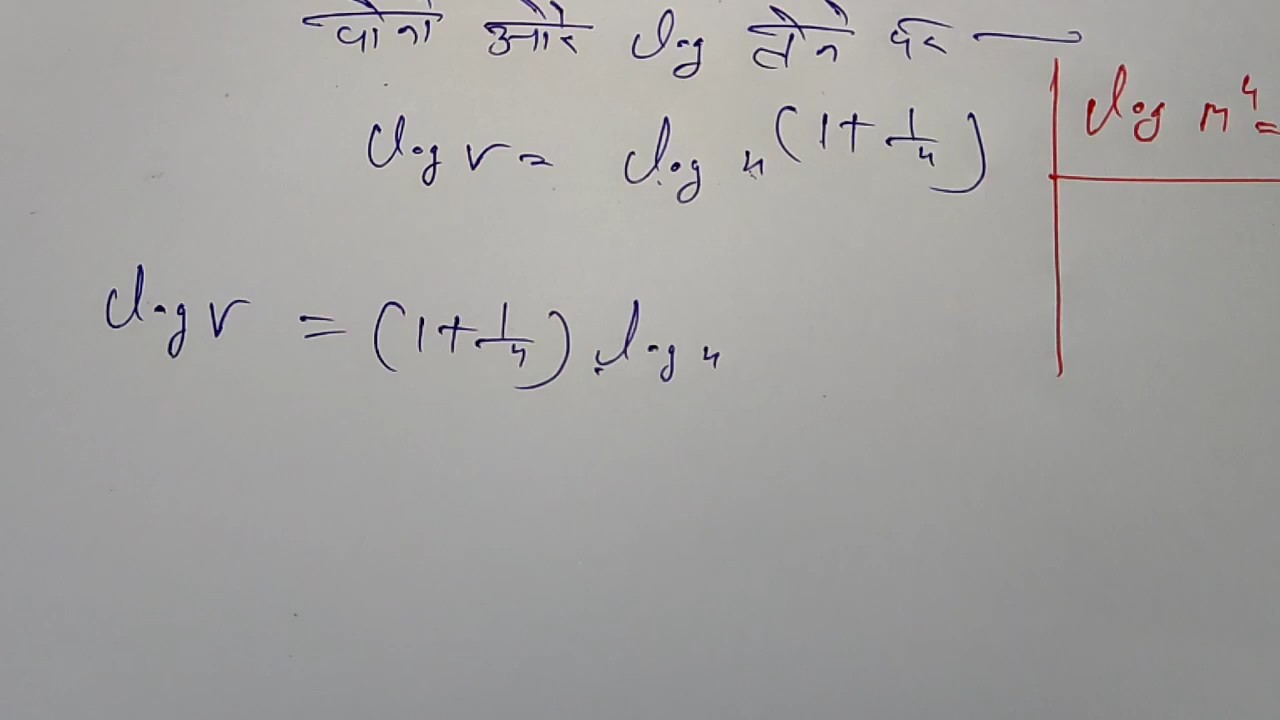 दोनों ओर log लेने पर —
log v = log x^(1+1/x)
log m^n =
log v = (1+1/x) . log x